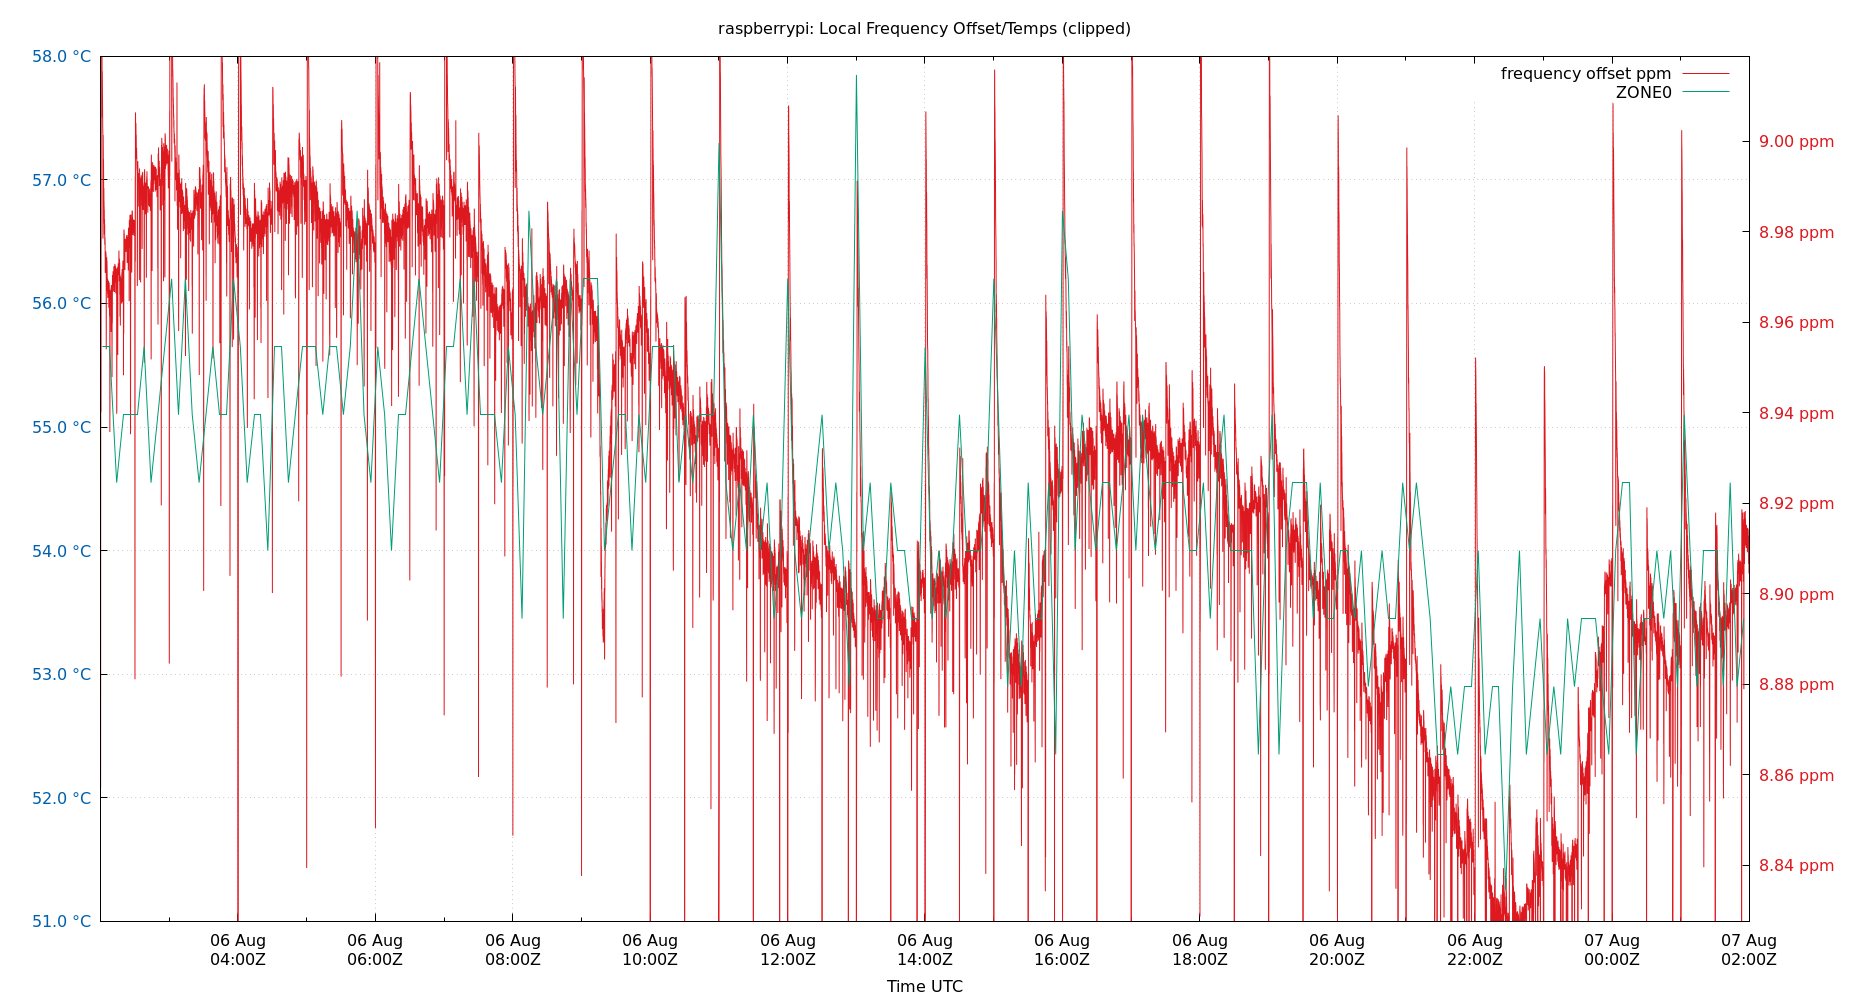 raspberrypi: Local Frequency Offset/Temps (clipped)
58.0 °C
57.0 °C
56.0 °C
55.0 °C
54.0 °C
53.0 °C
52.0 °C
51.0 °C
frequency offset ppm
ZONE0
9.00 ppm
8.98 ppm
8.96 ppm
8.94 ppm
8.92 ppm
8.90 ppm
8.88 ppm
8.86 ppm
8.84 ppm
06 Aug 06 Aug 06 Aug 06 Aug 06 Aug 06 Aug 06 Aug 06 Aug 06 Aug 06 Aug 07 Aug 07 Aug
04:00Z 06:00Z 08:00Z 10:00Z 12:00Z 14:00Z 16:00Z 18:00Z 20:00Z 22:00Z 00:00Z 02:00Z
Time UTC